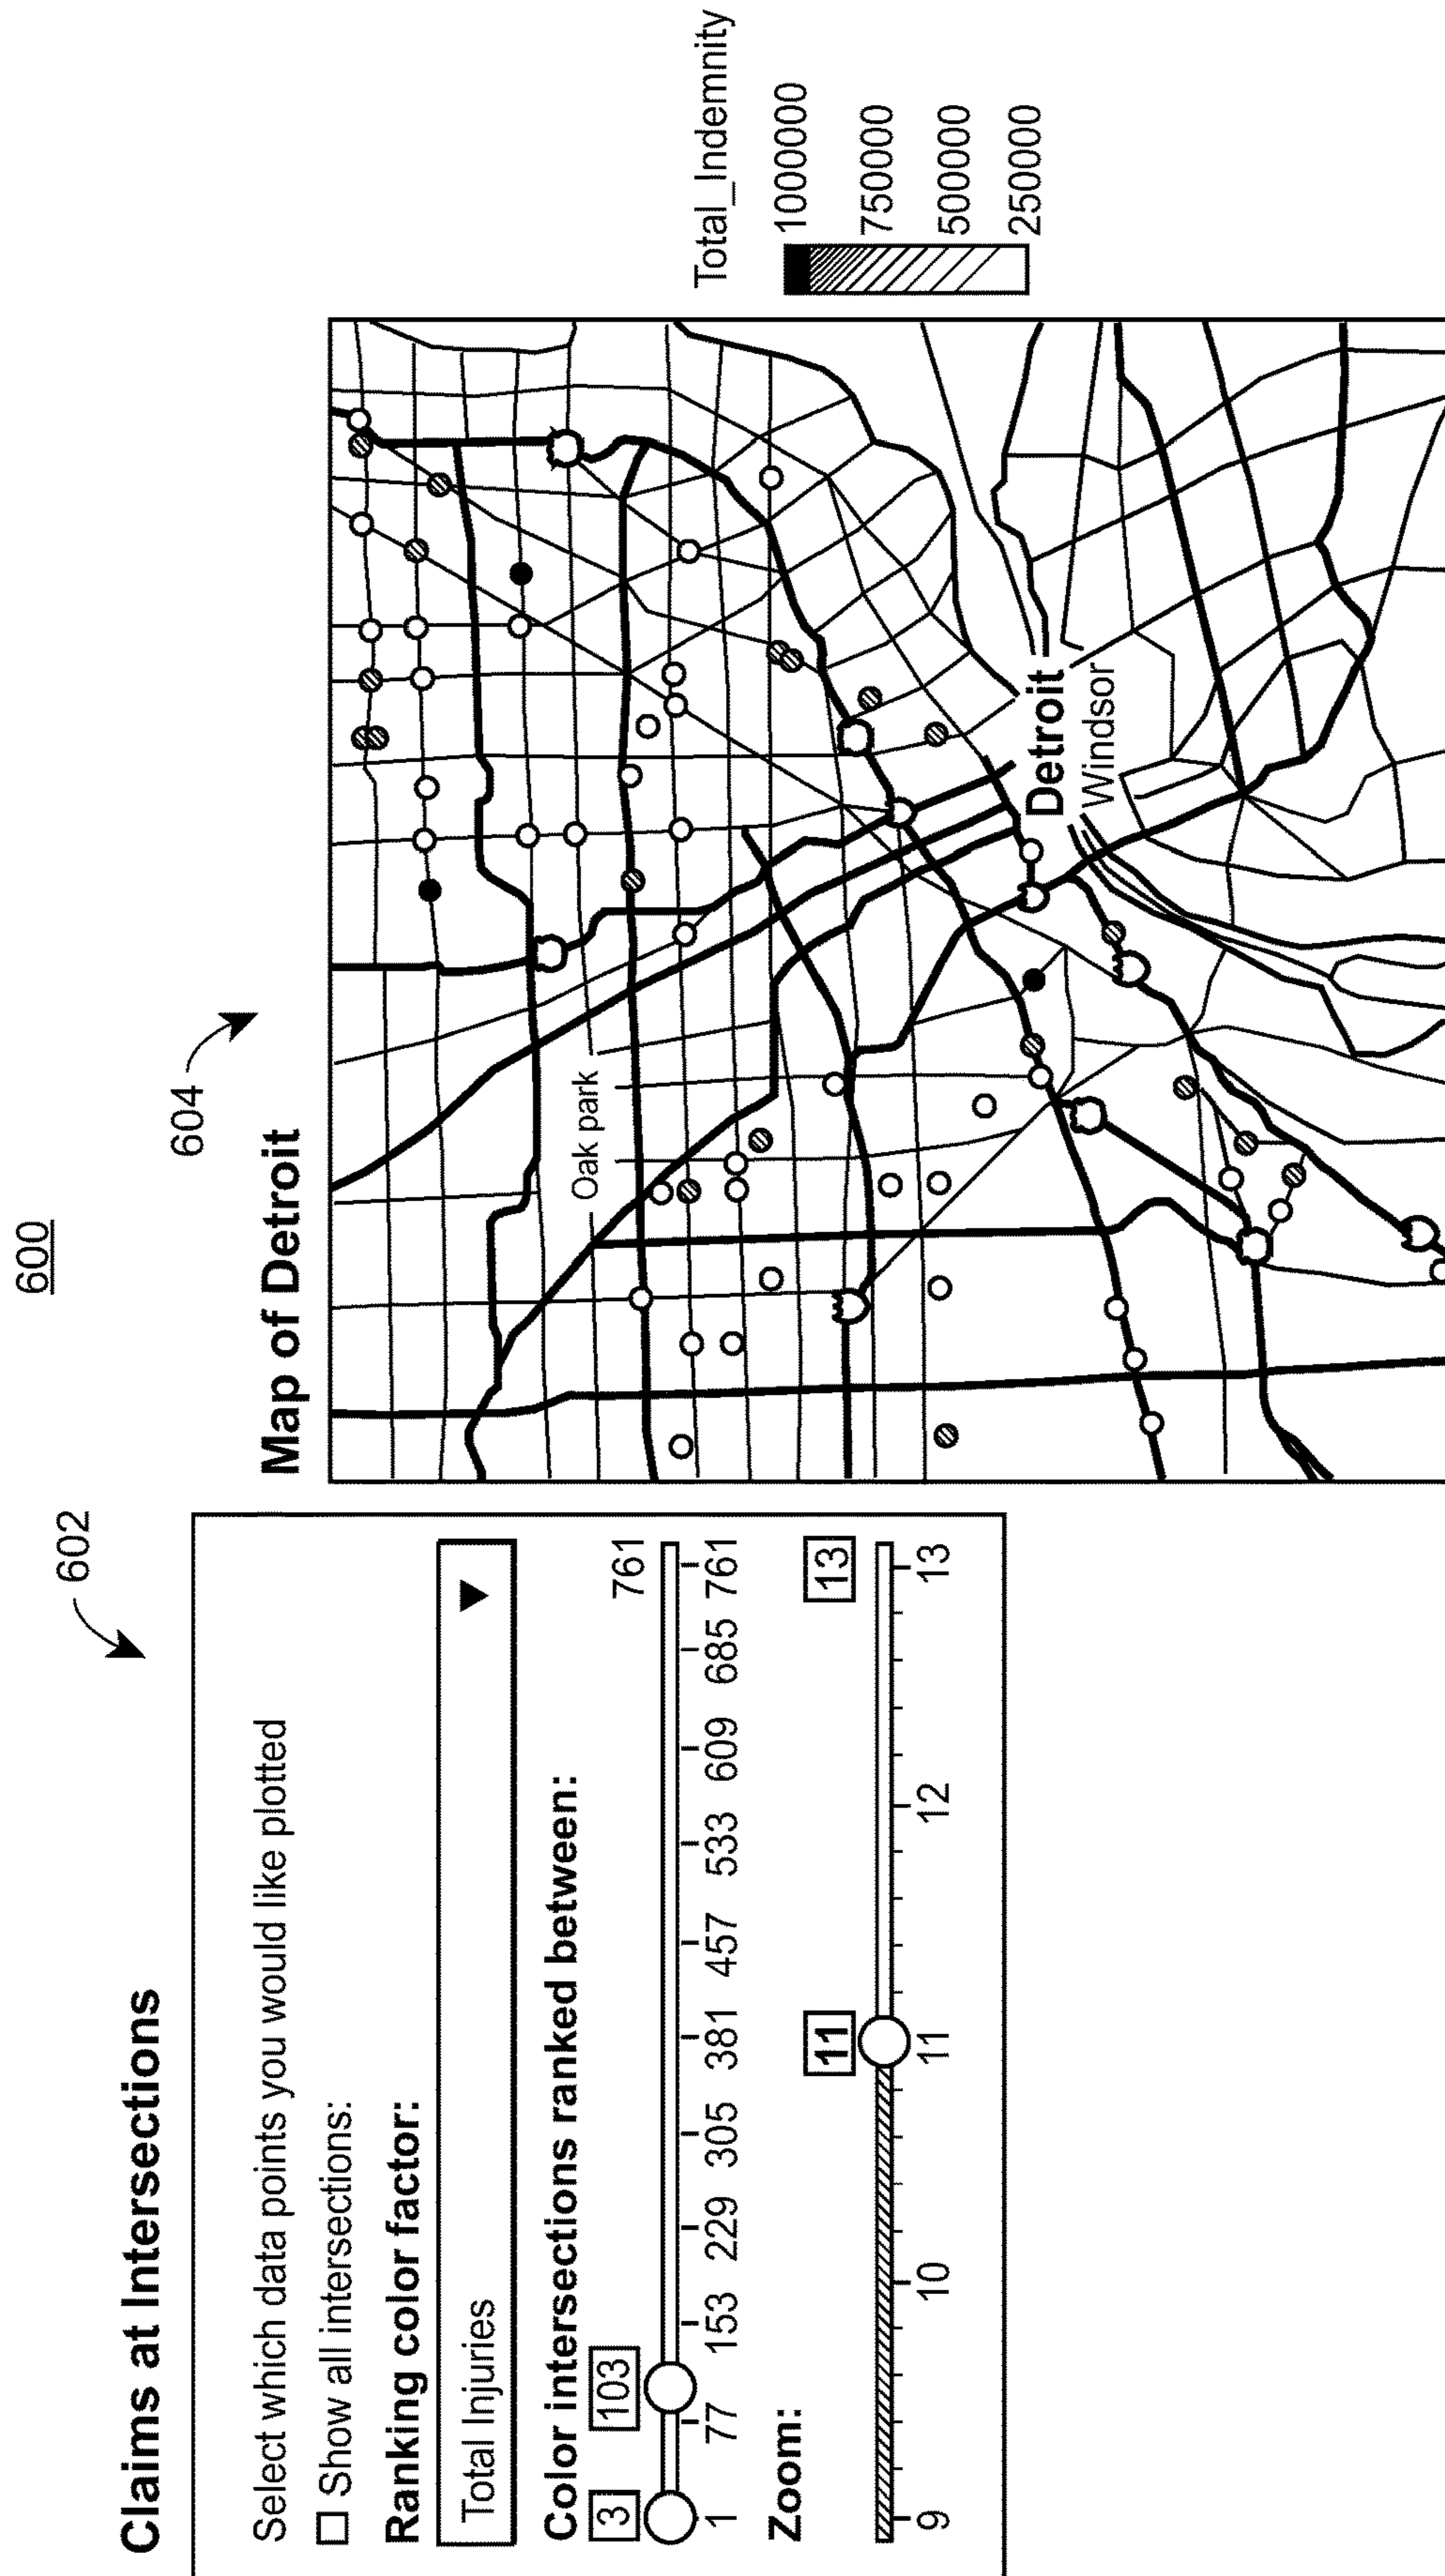 600
602
Claims at Intersections
Select which data points you would like plotted
Show all intersections:
Ranking color factor:
Total Injuries
Color intersections ranked between:
3 103 761
1 77 153 229 305 381 457 533 609 685 761
Zoom:
11 13
9 10 11 12 13
604
Map of Detroit
Oak park
Detroit
Windsor
Total_Indemnity
1000000
750000
500000
250000